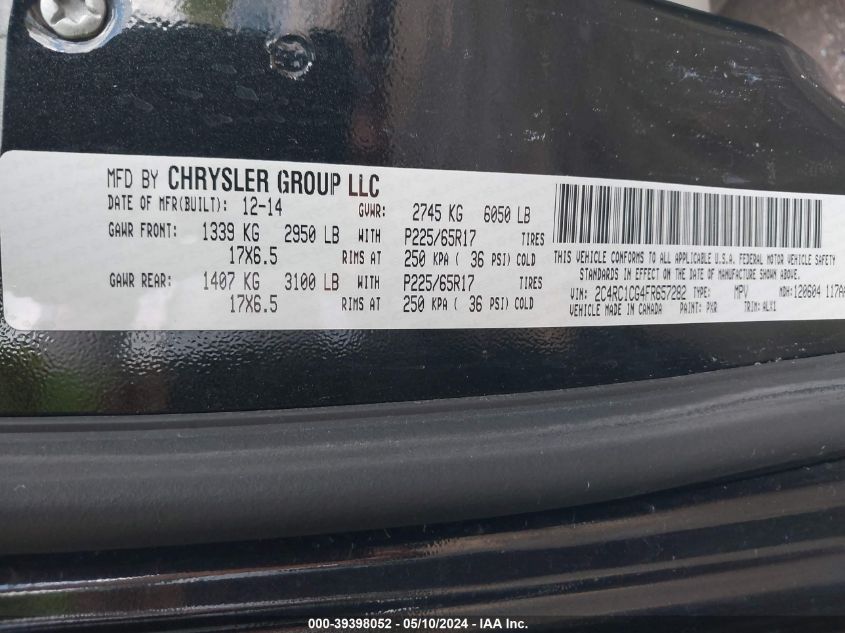 MFD BY CHRYSLER GROUP LLC
DATE OF MFR(BUILT): 12-14 GVWR: 2745 KG 6050 LB
GAWR FRONT: 1339 KG 2950 LB WITH P225/65R17 TIRES
17X6.5 RIMS AT 250 KPA ( 36 PSI) COLD
GAWR REAR: 1407 KG 3100 LB WITH P225/65R17 TIRES
17X6.5 RIMS AT 250 KPA ( 36 PSI) COLD
THIS VEHICLE CONFORMS TO ALL APPLICABLE U.S.A. FEDERAL MOTOR VEHICLE SAFETY
STANDARDS IN EFFECT ON THE DATE OF MANUFACTURE SHOWN ABOVE.
VIN: 2C4RC1CG4FR657282 TYPE: MPV MDH: 120604 117AA
VEHICLE MADE IN CANADA PAINT: PXR TRIM: ALX1
000-39398052 - 05/10/2024 - IAA Inc.